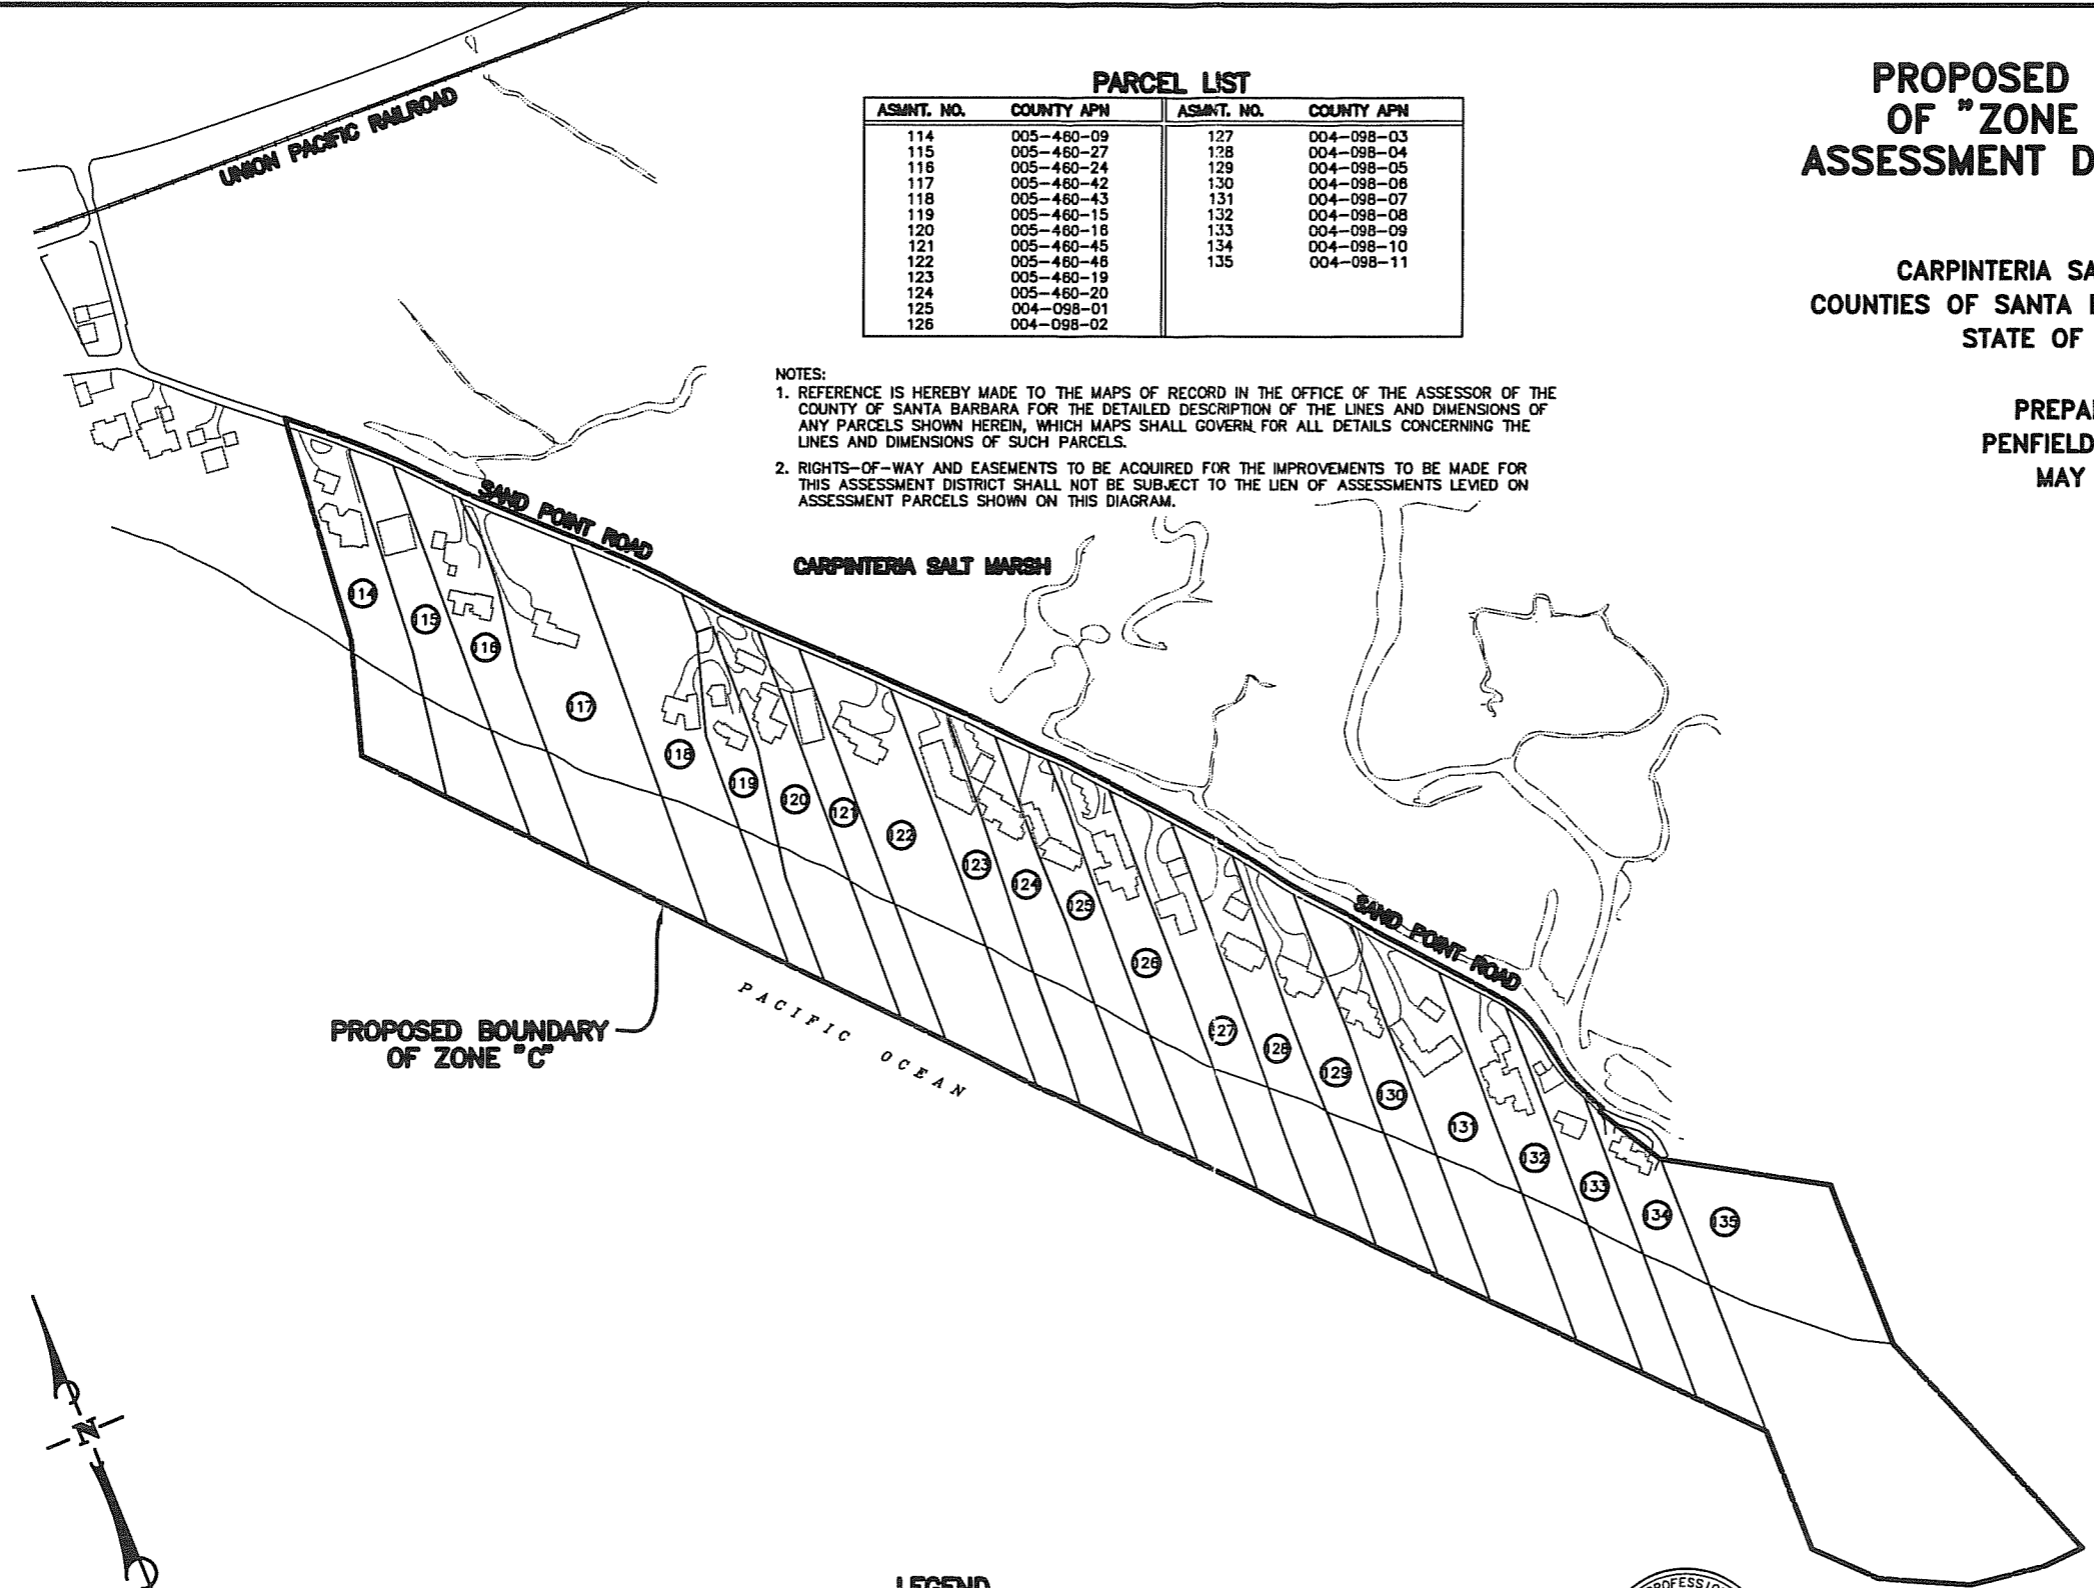 PROPOSED
OF "ZONE
ASSESSMENT D
CARPINTERIA SA
COUNTIES OF SANTA
STATE OF
PREPA
PENFIELD
MAY
UNION PACIFIC RAILROAD
PARCEL LIST
ASMNT. NO. COUNTY APN ASMNT. NO. COUNTY APN
114 005-460-09 127 004-098-03
115 005-460-27 128 004-098-04
116 005-460-24 129 004-098-05
117 005-460-42 130 004-098-06
118 005-460-43 131 004-098-07
119 005-460-15 132 004-098-08
120 005-460-16 133 004-098-09
121 005-460-45 134 004-098-10
122 005-460-46 135 004-098-11
123 005-460-19
124 005-460-20
125 004-098-01
126 004-098-02
NOTES:
1. REFERENCE IS HEREBY MADE TO THE MAPS OF RECORD IN THE OFFICE OF THE ASSESSOR OF THE
COUNTY OF SANTA BARBARA FOR THE DETAILED DESCRIPTION OF THE LINES AND DIMENSIONS OF
ANY PARCELS SHOWN HEREIN, WHICH MAPS SHALL GOVERN FOR ALL DETAILS CONCERNING THE
LINES AND DIMENSIONS OF SUCH PARCELS.
2. RIGHTS-OF-WAY AND EASEMENTS TO BE ACQUIRED FOR THE IMPROVEMENTS TO BE MADE FOR
THIS ASSESSMENT DISTRICT SHALL NOT BE SUBJECT TO THE LIEN OF ASSESSMENTS LEVIED ON
ASSESSMENT PARCELS SHOWN ON THIS DIAGRAM.
SAND POINT ROAD
CARPINTERIA SALT MARSH
114
115
116
117
118
119
120
121
122
123
124
125
126
127
128
129
130
131
132
133
134
135
SAND POINT ROAD
PROPOSED BOUNDARY
OF ZONE "C"
PACIFIC OCEAN
N
LEGEND